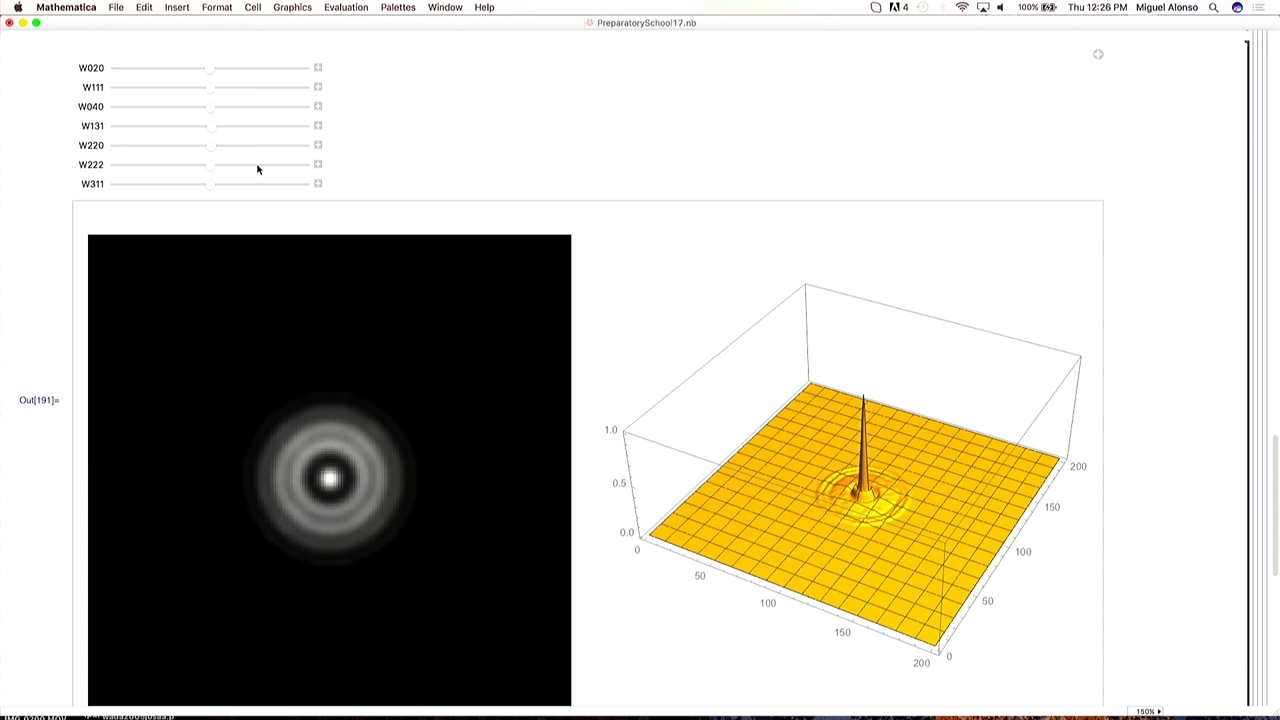 Mathematica File Edit Insert Format Cell Graphics Evaluation Palettes Window Help 4 100% Thu 12:26 PM Miguel Alonso
PreparatorySchool17.nb
W020
W111
W040
W131
W220
W222
W311
Out[191]=
1.0
0.5
0.0
0
50
100
150
200
0
50
100
150
200
150%